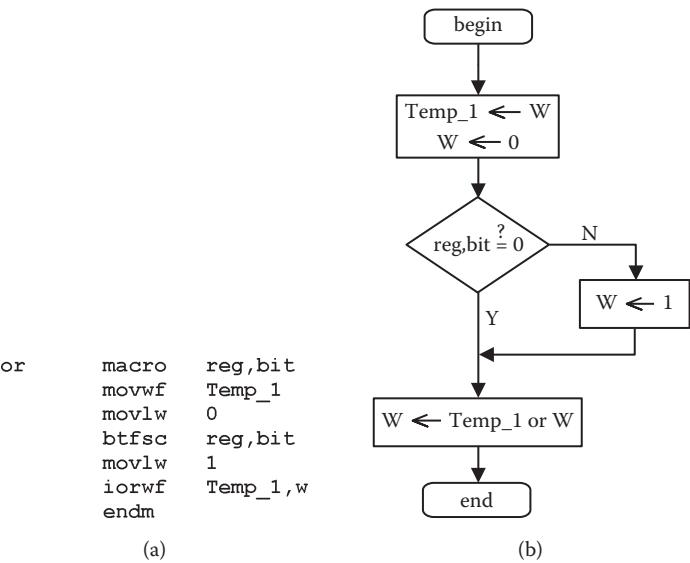 or macro reg,bit
movwf Temp_1
movlw 0
btfsc reg,bit
movlw 1
iorwf Temp_1,w
endm
(a)
begin
Temp_1 ← W
W ← 0
reg,bit ≟ 0
N
W ← 1
Y
W ← Temp_1 or W
end
(b)